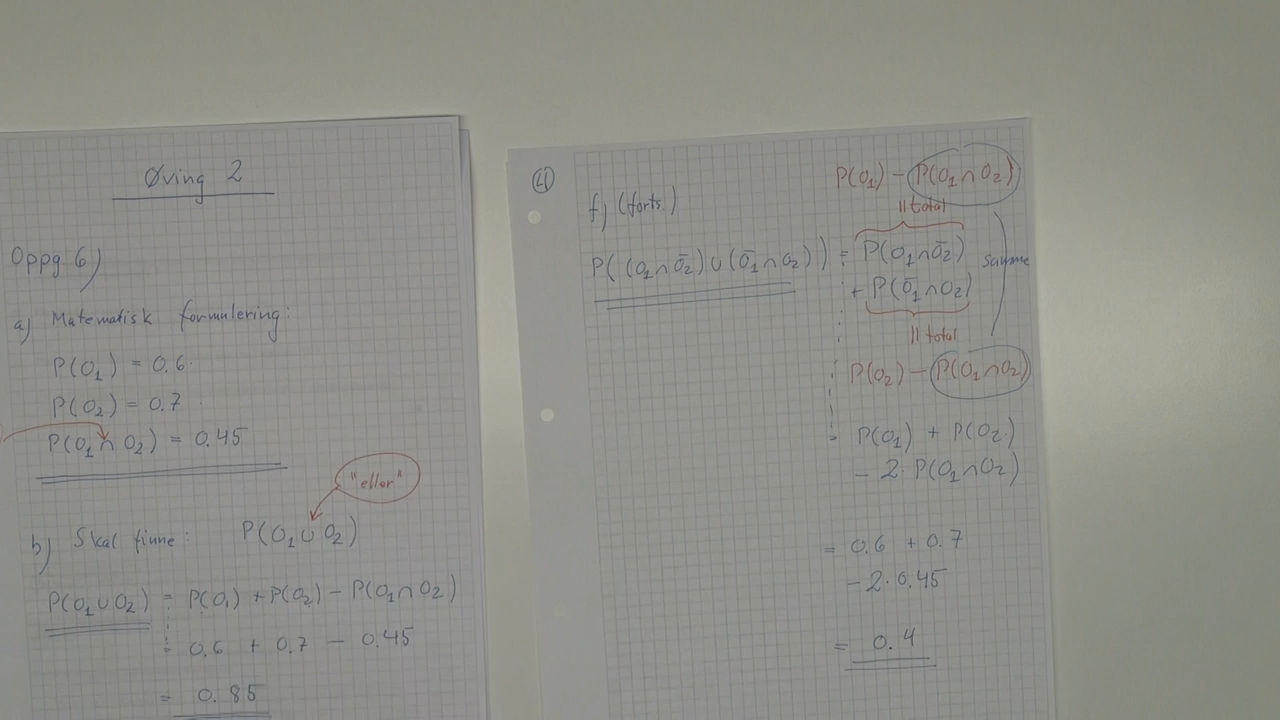 Øving 2
Oppg 6)
a) Matematisk formulering:
P(O₁) = 0.6
P(O₂) = 0.7
P(O₁ ∩ O₂) = 0.45
"eller"
b) Skal finne: P(O₁ ∪ O₂)
P(O₁ ∪ O₂) = P(O₁) + P(O₂) - P(O₁ ∩ O₂)
= 0.6 + 0.7 - 0.45
= 0.85
④
f) (forts.)
P(O₁) - P(O₁ ∩ O₂)
|| total
P((O₁ ∩ Ō₂) ∪ (Ō₁ ∩ O₂)) = P(O₁ ∩ Ō₂)
+ P(Ō₁ ∩ O₂)
samme
|| total
P(O₂) - P(O₁ ∩ O₂)
= P(O₁) + P(O₂)
- 2 · P(O₁ ∩ O₂)
= 0.6 + 0.7
- 2 · 0.45
= 0.4